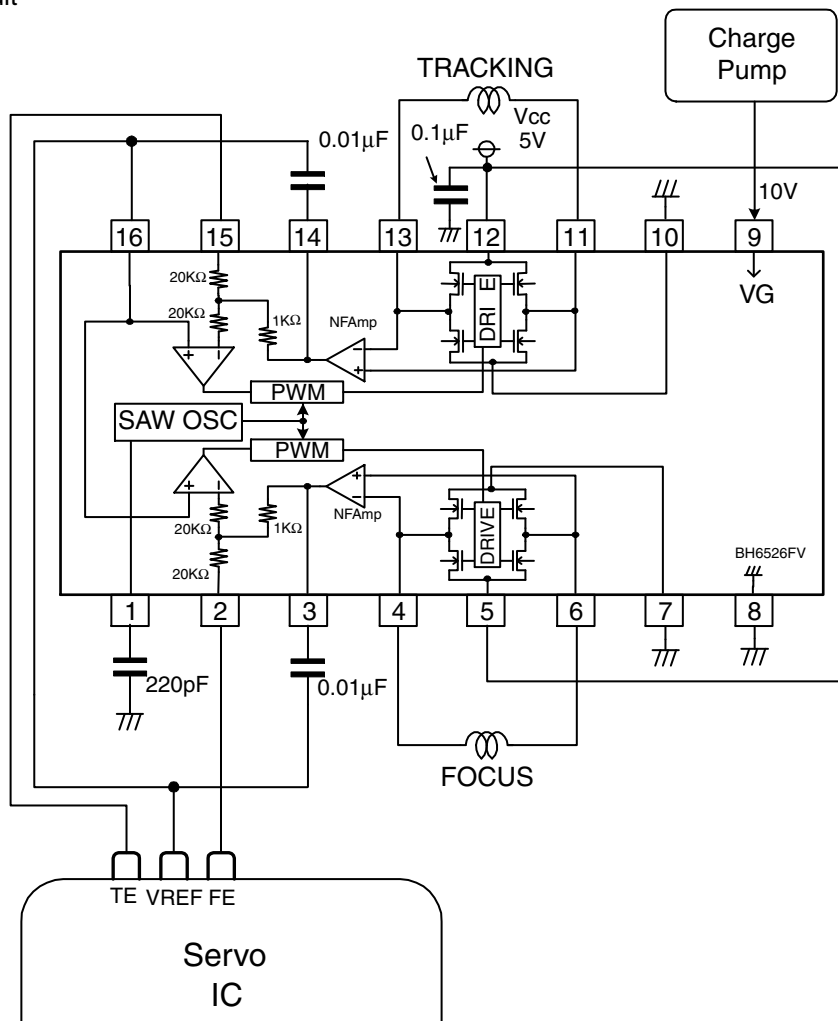 Charge
Pump
TRACKING
Vcc
5V
0.01μF
0.1μF
10V
16
15
14
13
12
11
10
9
20KΩ
20KΩ
1KΩ
NFAmp
DRI E
VG
+
−
−
+
PWM
SAW OSC
PWM
+
−
+
−
20KΩ
1KΩ
NFAmp
DRIVE
20KΩ
BH6526FV
1
2
3
4
5
6
7
8
220pF
0.01μF
FOCUS
TE VREF FE
Servo
IC